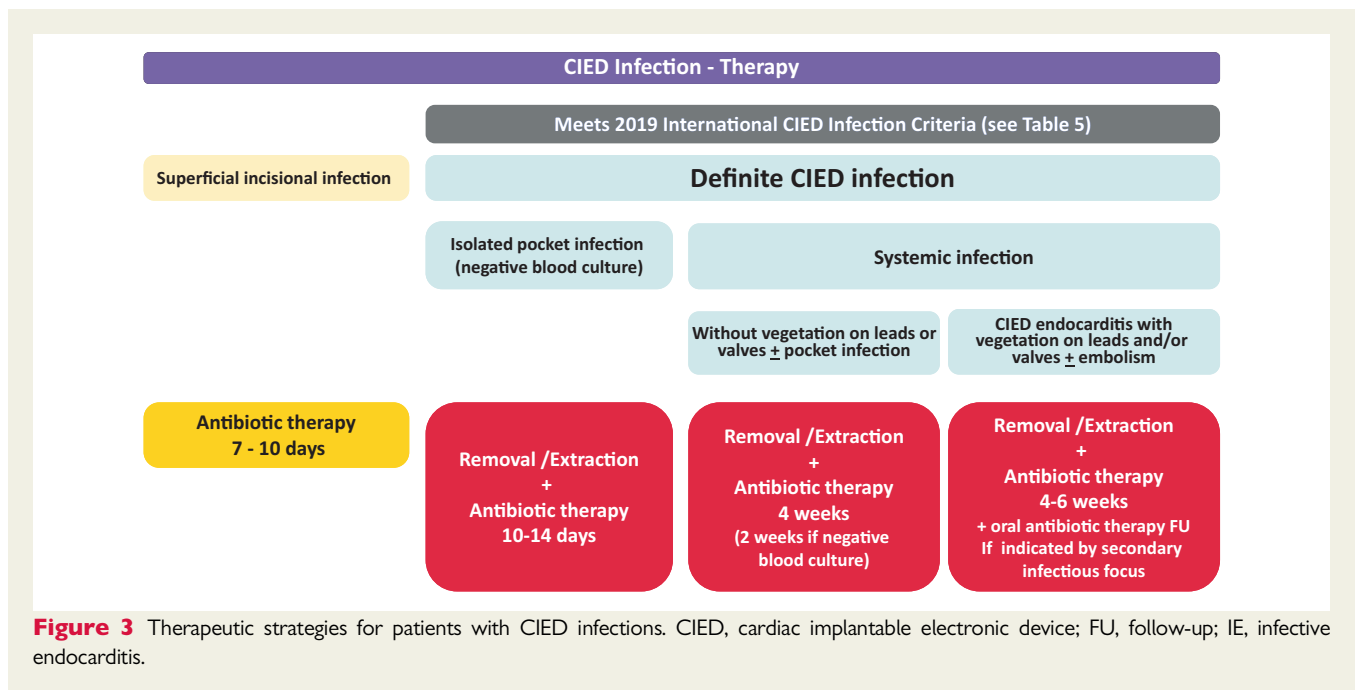 CIED Infection - Therapy
Meets 2019 International CIED Infection Criteria (see Table 5)
Superficial incisional infection
Definite CIED infection
Isolated pocket infection
(negative blood culture)
Systemic infection
Without vegetation on leads or
valves ± pocket infection
CIED endocarditis with
vegetation on leads and/or
valves ± embolism
Antibiotic therapy
7 - 10 days
Removal /Extraction
+
Antibiotic therapy
10-14 days
Removal /Extraction
+
Antibiotic therapy
4 weeks
(2 weeks if negative
blood culture)
Removal /Extraction
+
Antibiotic therapy
4-6 weeks
+ oral antibiotic therapy FU
If indicated by secondary
infectious focus
Figure 3 Therapeutic strategies for patients with CIED infections. CIED, cardiac implantable electronic device; FU, follow-up; IE, infective
endocarditis.